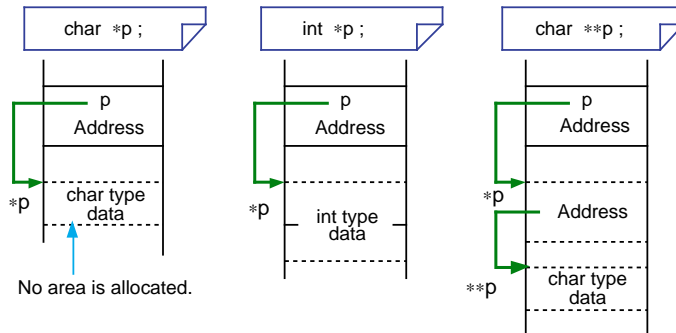 char *p ;
int *p ;
char **p ;
p
Address
*p
char type
data
No area is allocated.
p
Address
*p
int type
data
p
Address
*p
Address
**p
char type
data